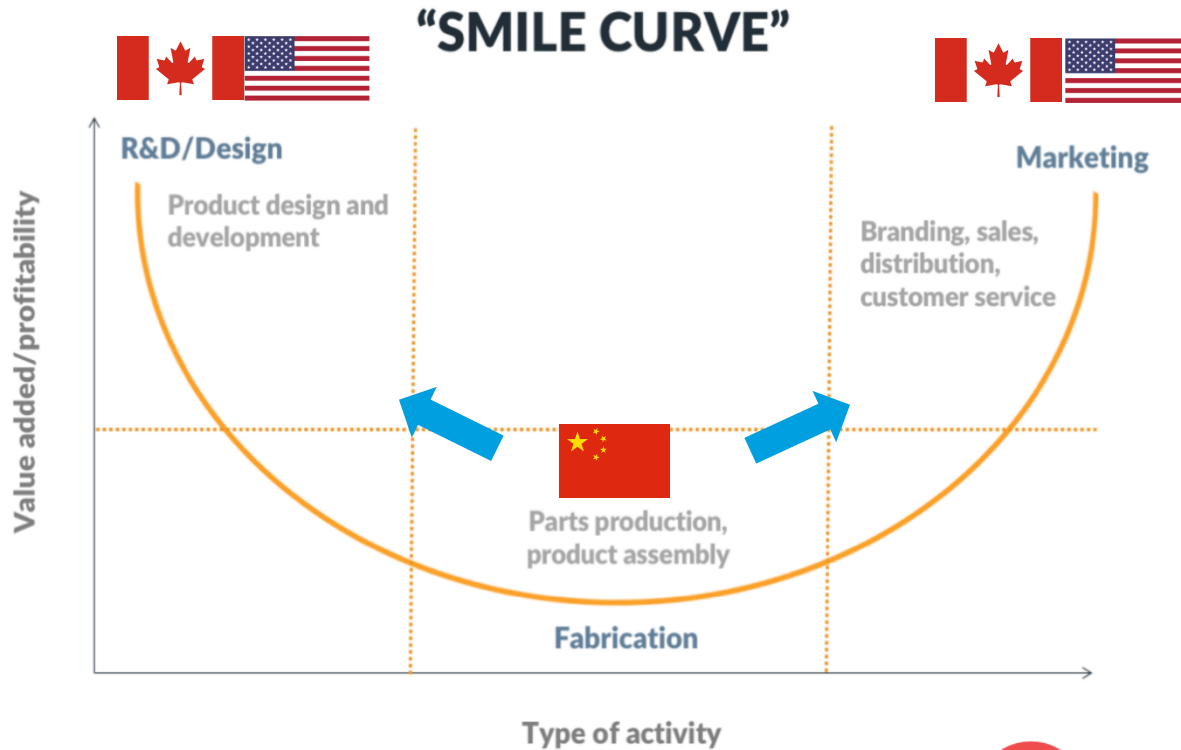 “SMILE CURVE”
R&D/Design
Product design and
development
Marketing
Branding, sales,
distribution,
customer service
Value added/profitability
Parts production,
product assembly
Fabrication
Type of activity